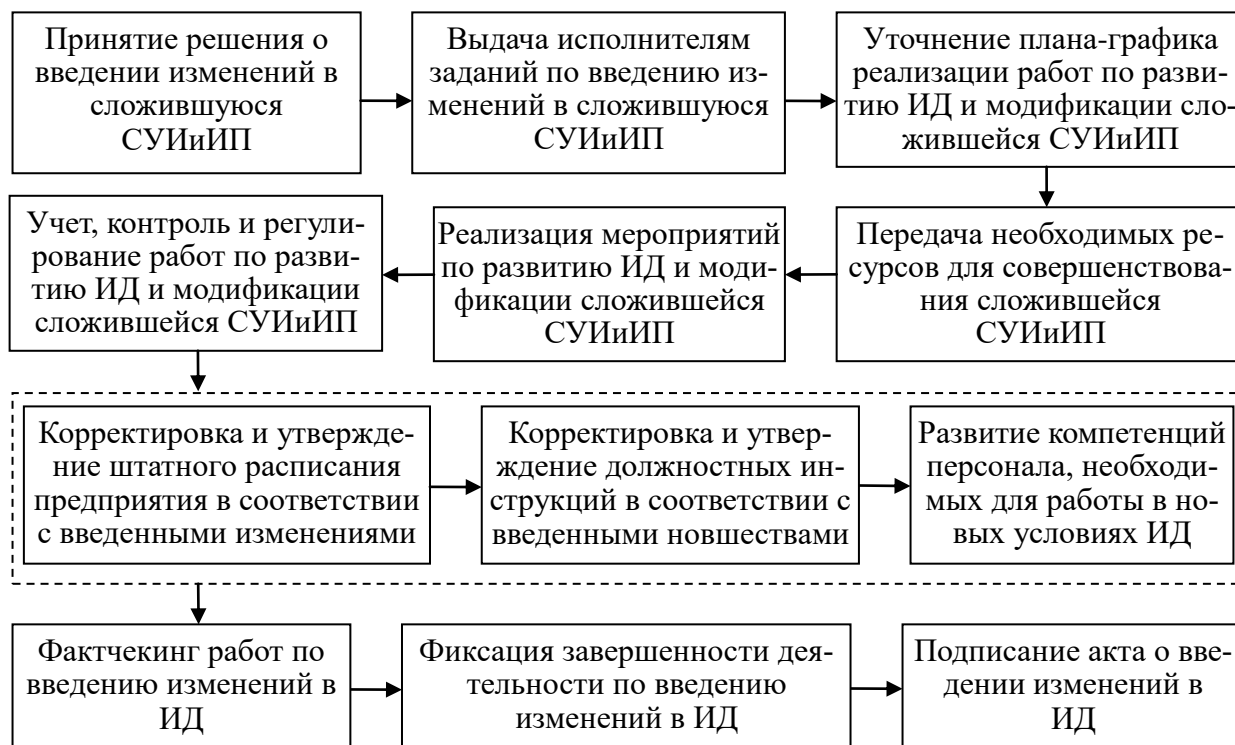 Принятие решения о
введении изменений в
сложившуюся
СУИиИП
Выдача исполнителям
заданий по введению из-
менений в сложившуюся
СУИиИП
Уточнение плана-графика
реализации работ по разви-
тию ИД и модификации сло-
жившейся СУИиИП
Передача необходимых ре-
сурсов для совершенствова-
ния сложившейся
СУИиИП
Реализация мероприятий
по развитию ИД и моди-
фикации сложившейся
СУИиИП
Учет, контроль и регули-
рование работ по разви-
тию ИД и модификации
сложившейся СУИиИП
Корректировка и утвержде-
ние штатного расписания
предприятия в соответствии
с введенными изменениями
Корректировка и утвер-
ждение должностных ин-
струкций в соответствии с
введенными новшествами
Развитие компетенций
персонала, необходи-
мых для работы в но-
вых условиях ИД
Фактчекинг работ по
введению изменений в
ИД
Фиксация завершенности дея-
тельности по введению
изменений в ИД
Подписание акта о вве-
дении изменений в
ИД